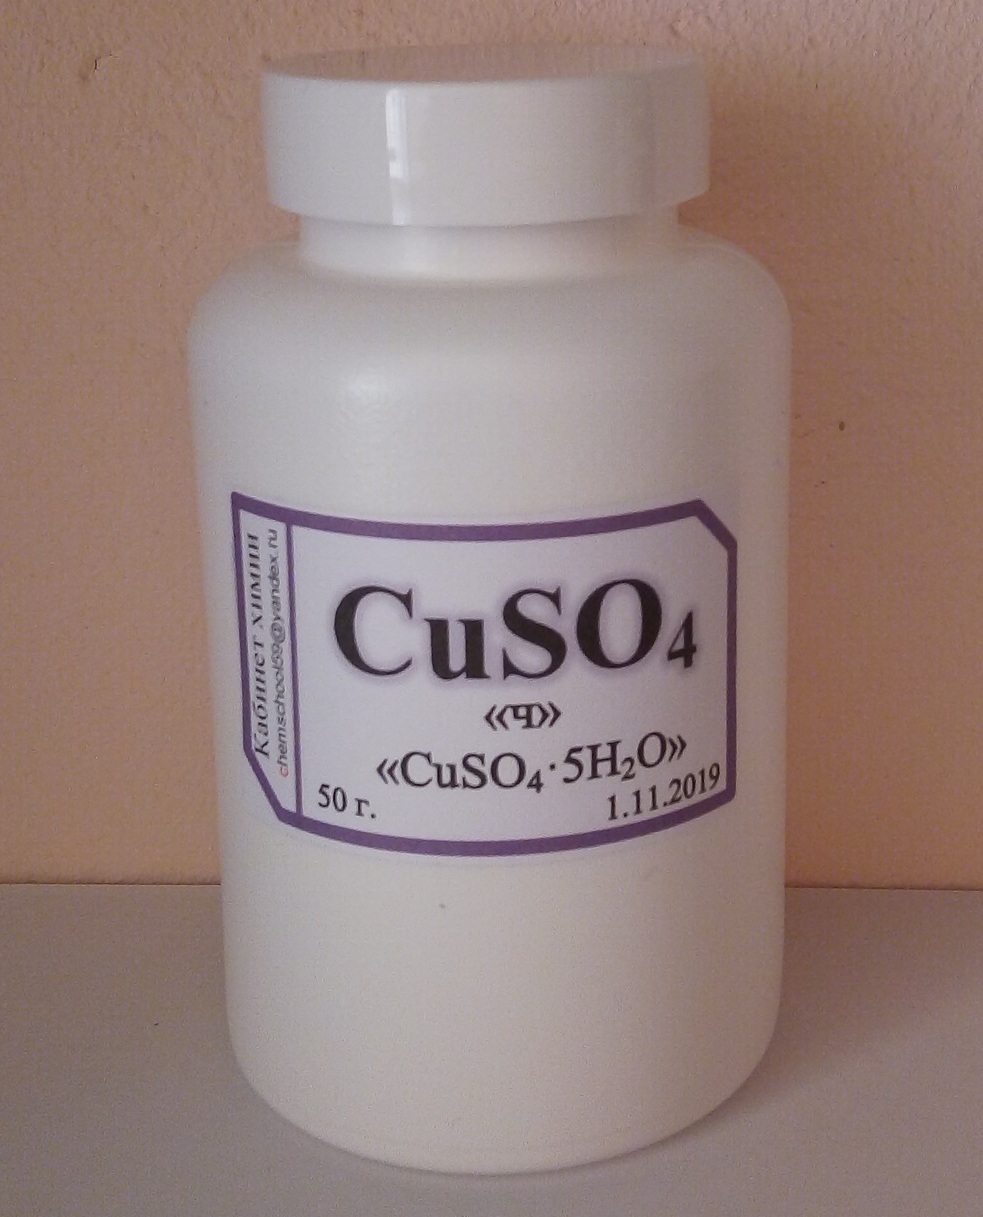 Кабинет химии
chemschool59@yandex.ru
CuSO₄
«Ч»
«CuSO₄·5H₂O»
50 г. 1.11.2019